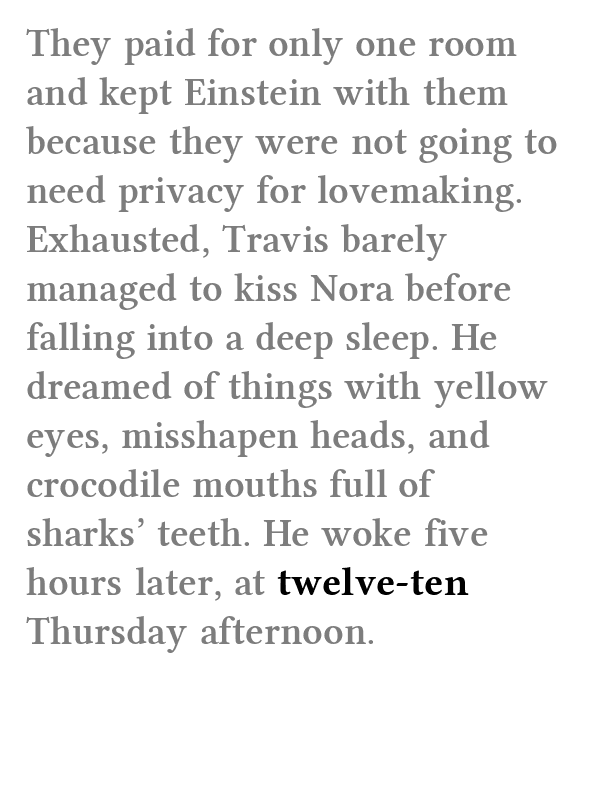 They paid for only one room
and kept Einstein with them
because they were not going to
need privacy for lovemaking.
Exhausted, Travis barely
managed to kiss Nora before
falling into a deep sleep. He
dreamed of things with yellow
eyes, misshapen heads, and
crocodile mouths full of
sharks’ teeth. He woke five
hours later, at twelve-ten
Thursday afternoon.